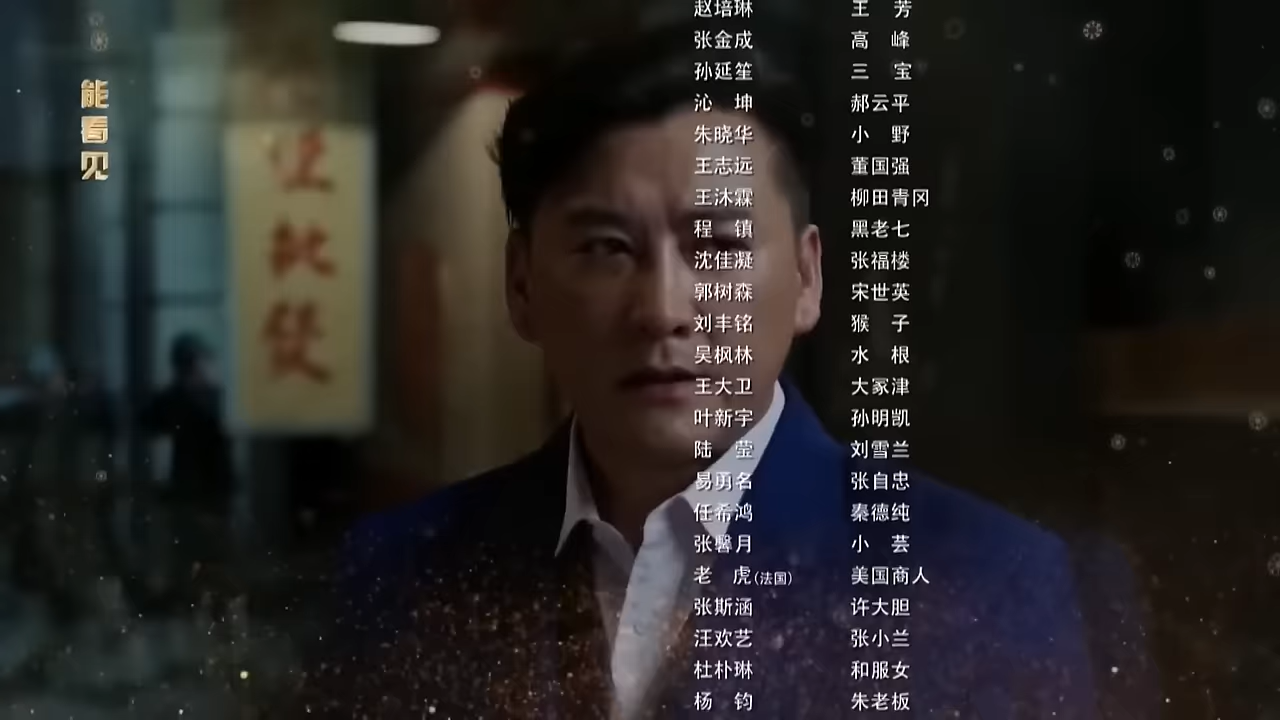 能看见
赵培琳 王 芳
张金成 高 峰
孙延笙 三 宝
沁 坤 郝云平
朱晓华 小 野
王志远 董国强
王沐霖 柳田青冈
程 镇 黑老七
沈佳凝 张福楼
郭树森 宋世英
刘丰铭 猴 子
吴枫林 水 根
王大卫 大冢津
叶新宇 孙明凯
陆 莹 刘雪兰
易勇名 张自忠
任希鸿 秦德纯
张馨月 小 芸
老 虎(法国) 美国商人
张斯涵 许大胆
汪欢艺 张小兰
杜朴琳 和服女
杨 钧 朱老板